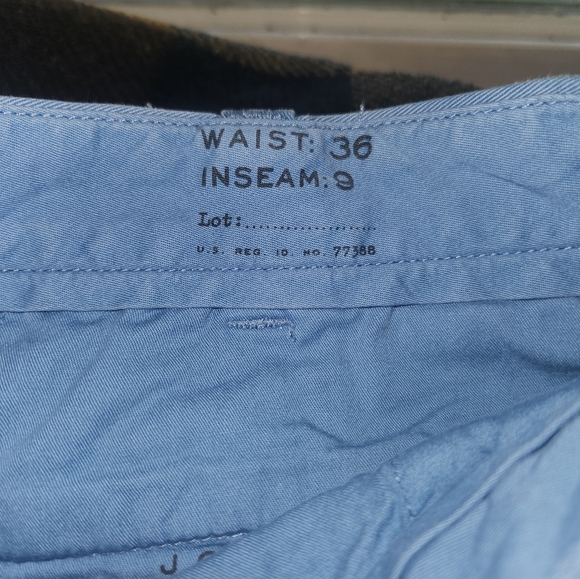 WAIST: 36
INSEAM: 9
Lot:.....................
U.S. REG. ID. NO. 77388
J